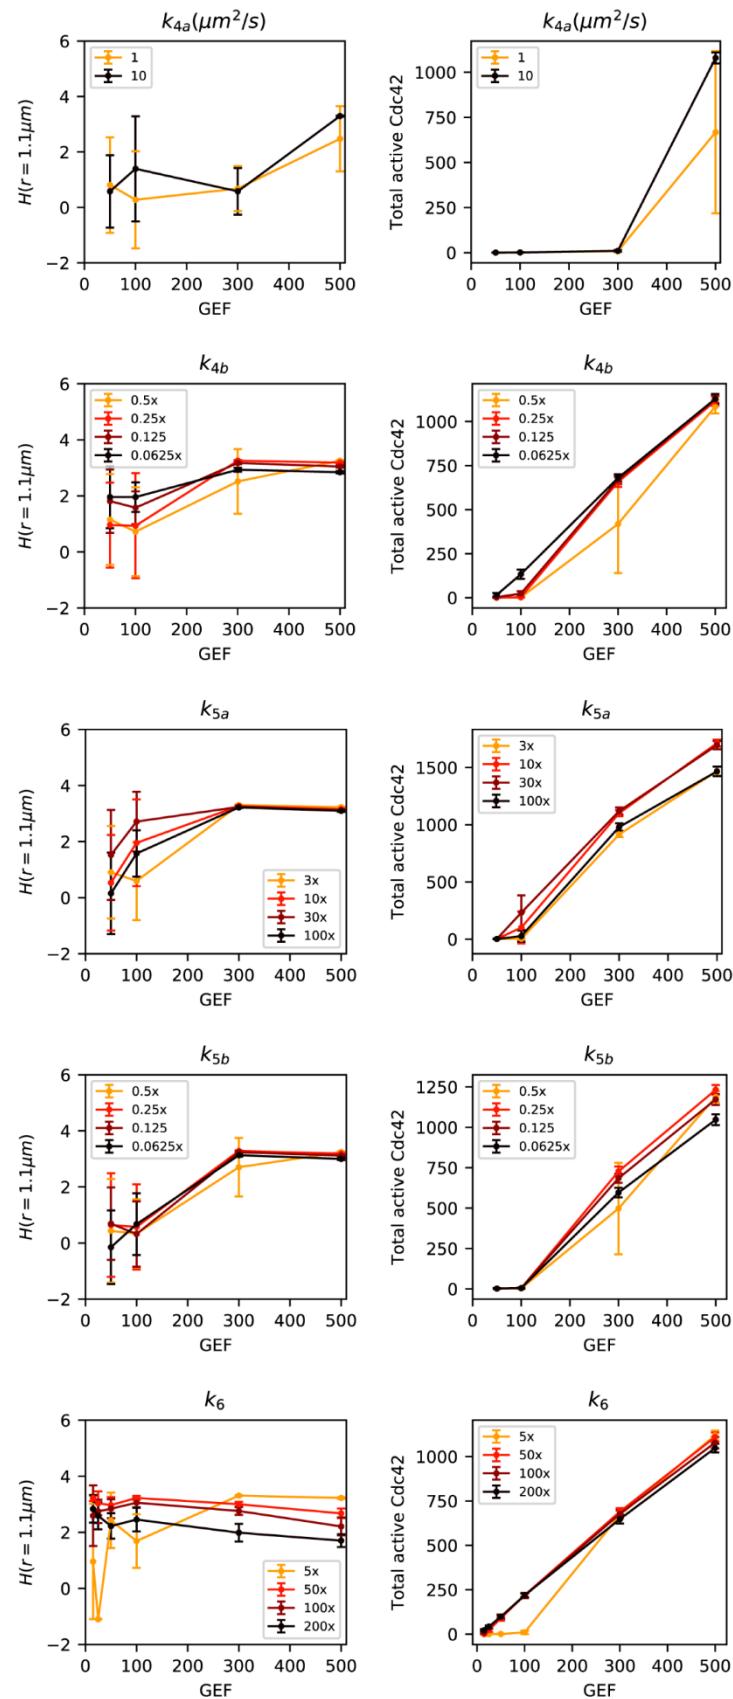 k4a(μm²/s)
k4a(μm²/s)
H(r = 1.1μm)
6
4
2
0
−2
1
10
0 100 200 300 400 500
GEF
Total active Cdc42
1000
750
500
250
0
1
10
0 100 200 300 400 500
GEF
k4b
k4b
H(r = 1.1μm)
6
4
2
0
−2
0.5x
0.25x
0.125
0.0625x
0 100 200 300 400 500
GEF
Total active Cdc42
1000
750
500
250
0
0.5x
0.25x
0.125
0.0625x
0 100 200 300 400 500
GEF
k5a
k5a
H(r = 1.1μm)
6
4
2
0
−2
3x
10x
30x
100x
0 100 200 300 400 500
GEF
Total active Cdc42
1500
1000
500
0
3x
10x
30x
100x
0 100 200 300 400 500
GEF
k5b
k5b
H(r = 1.1μm)
6
4
2
0
−2
0.5x
0.25x
0.125
0.0625x
0 100 200 300 400 500
GEF
Total active Cdc42
1250
1000
750
500
250
0
0.5x
0.25x
0.125
0.0625x
0 100 200 300 400 500
GEF
k6
k6
H(r = 1.1μm)
6
4
2
0
−2
5x
50x
100x
200x
0 100 200 300 400 500
GEF
Total active Cdc42
1000
750
500
250
0
5x
50x
100x
200x
0 100 200 300 400 500
GEF